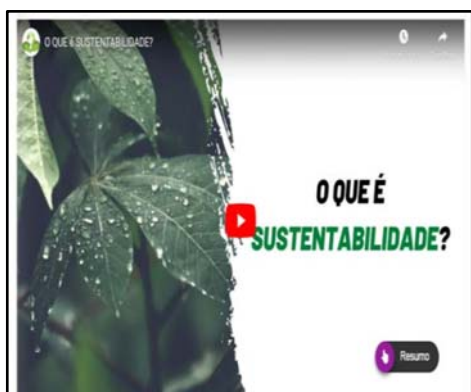 O QUE É SUSTENTABILIDADE?
O QUE É
SUSTENTABILIDADE?
Resumo